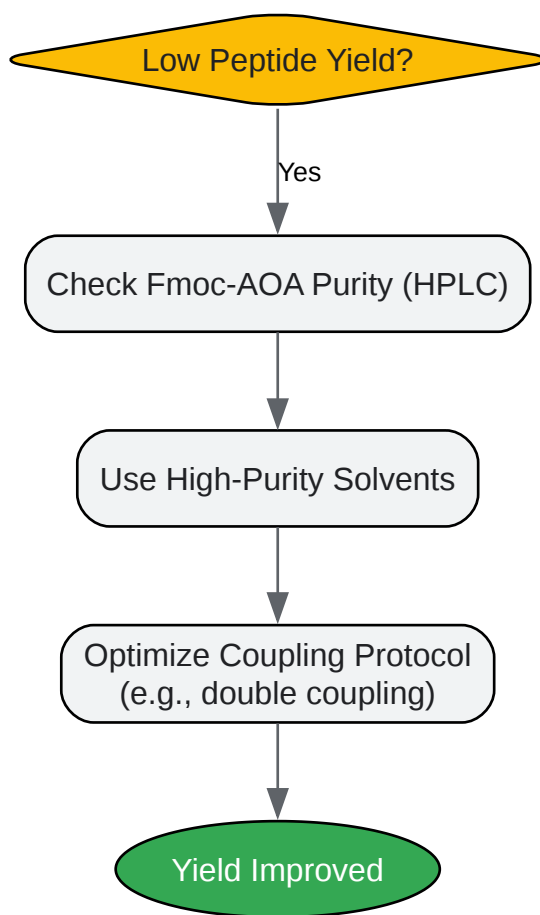 Low Peptide Yield?
Yes
Check Fmoc-AOA Purity (HPLC)
Use High-Purity Solvents
Optimize Coupling Protocol
(e.g., double coupling)
Yield Improved